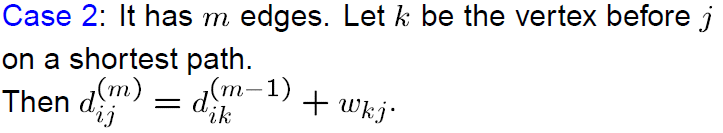 Case 2: It has m edges. Let k be the vertex before j
on a shortest path.
Then d_{ij}^{(m)} = d_{ik}^{(m-1)} + w_{kj}.